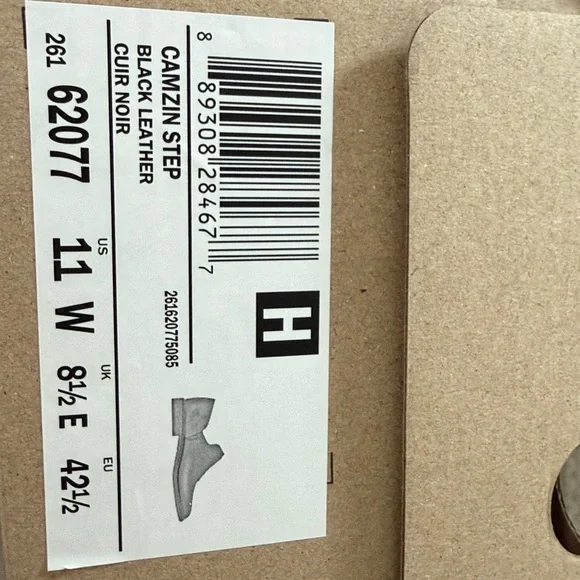 8 89308 28467 7
H
CAMZIN STEP
BLACK LEATHER
CUIR NOIR
261620775085
US UK EU
261 62077 11 W 8½ E 42½